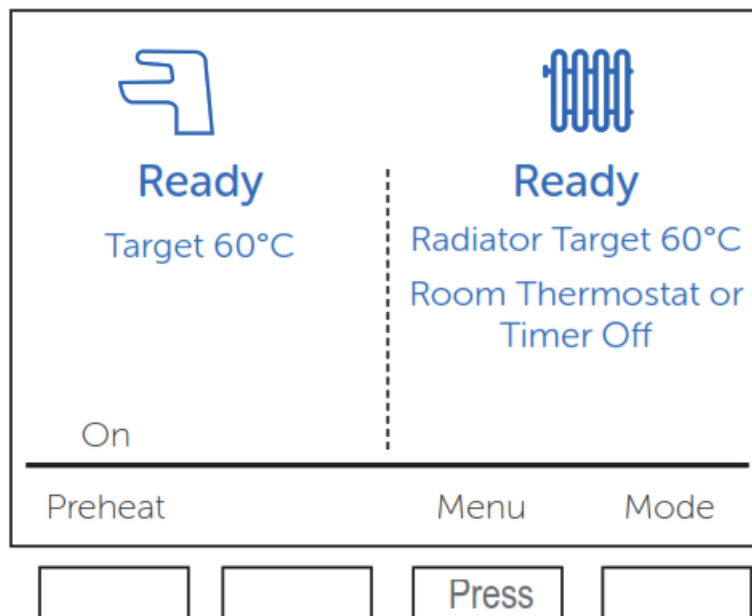 Ready
Target 60°C
On
Ready
Radiator Target 60°C
Room Thermostat or
Timer Off
Preheat Menu Mode
Press